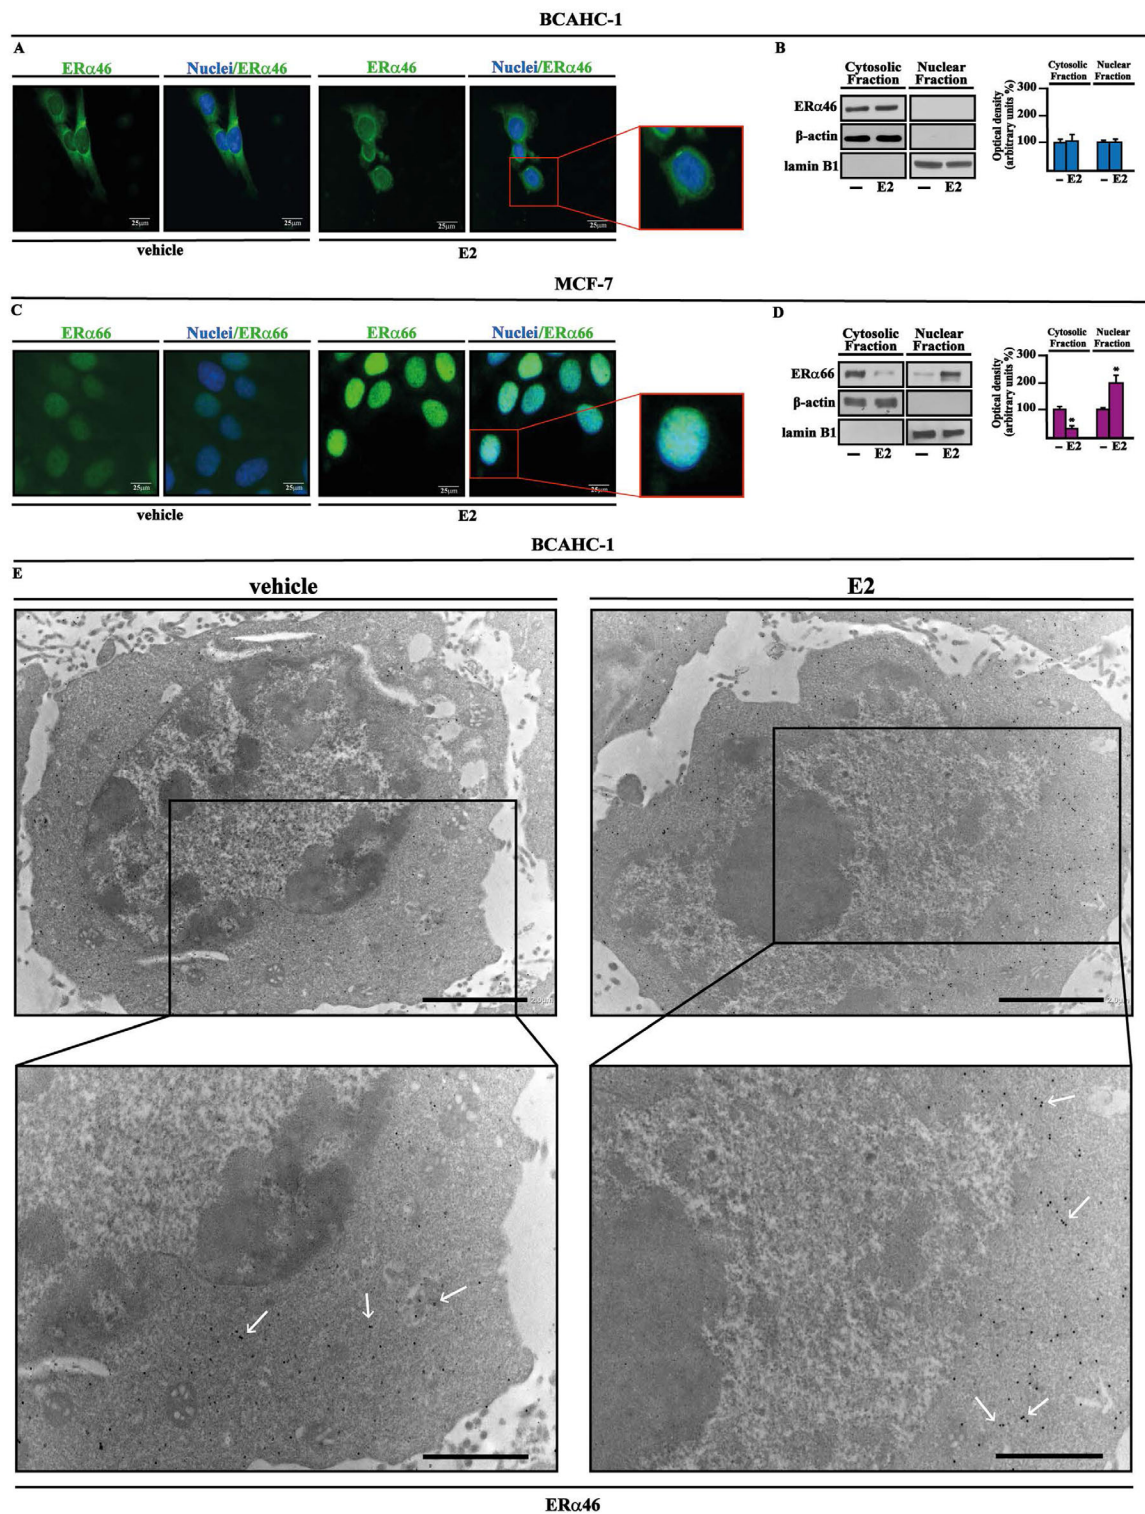 BCAHC-1
A
ERα46
Nuclei/ERα46
ERα46
Nuclei/ERα46
25μm
25μm
25μm
25μm
vehicle
E2
B
Cytosolic
Fraction
Nuclear
Fraction
ERα46
β-actin
lamin B1
– E2 – E2
Cytosolic
Fraction
Nuclear
Fraction
Optical density
(arbitrary units %)
300
200
100
– E2 – E2
MCF-7
C
ERα66
Nuclei/ERα66
ERα66
Nuclei/ERα66
25μm
25μm
25μm
25μm
vehicle
E2
D
Cytosolic
Fraction
Nuclear
Fraction
ERα66
β-actin
lamin B1
– E2 – E2
Cytosolic
Fraction
Nuclear
Fraction
Optical density
(arbitrary units %)
300
200
100
*
*
– E2 – E2
BCAHC-1
E
vehicle
E2
2.0μm
2.0μm
ERα46